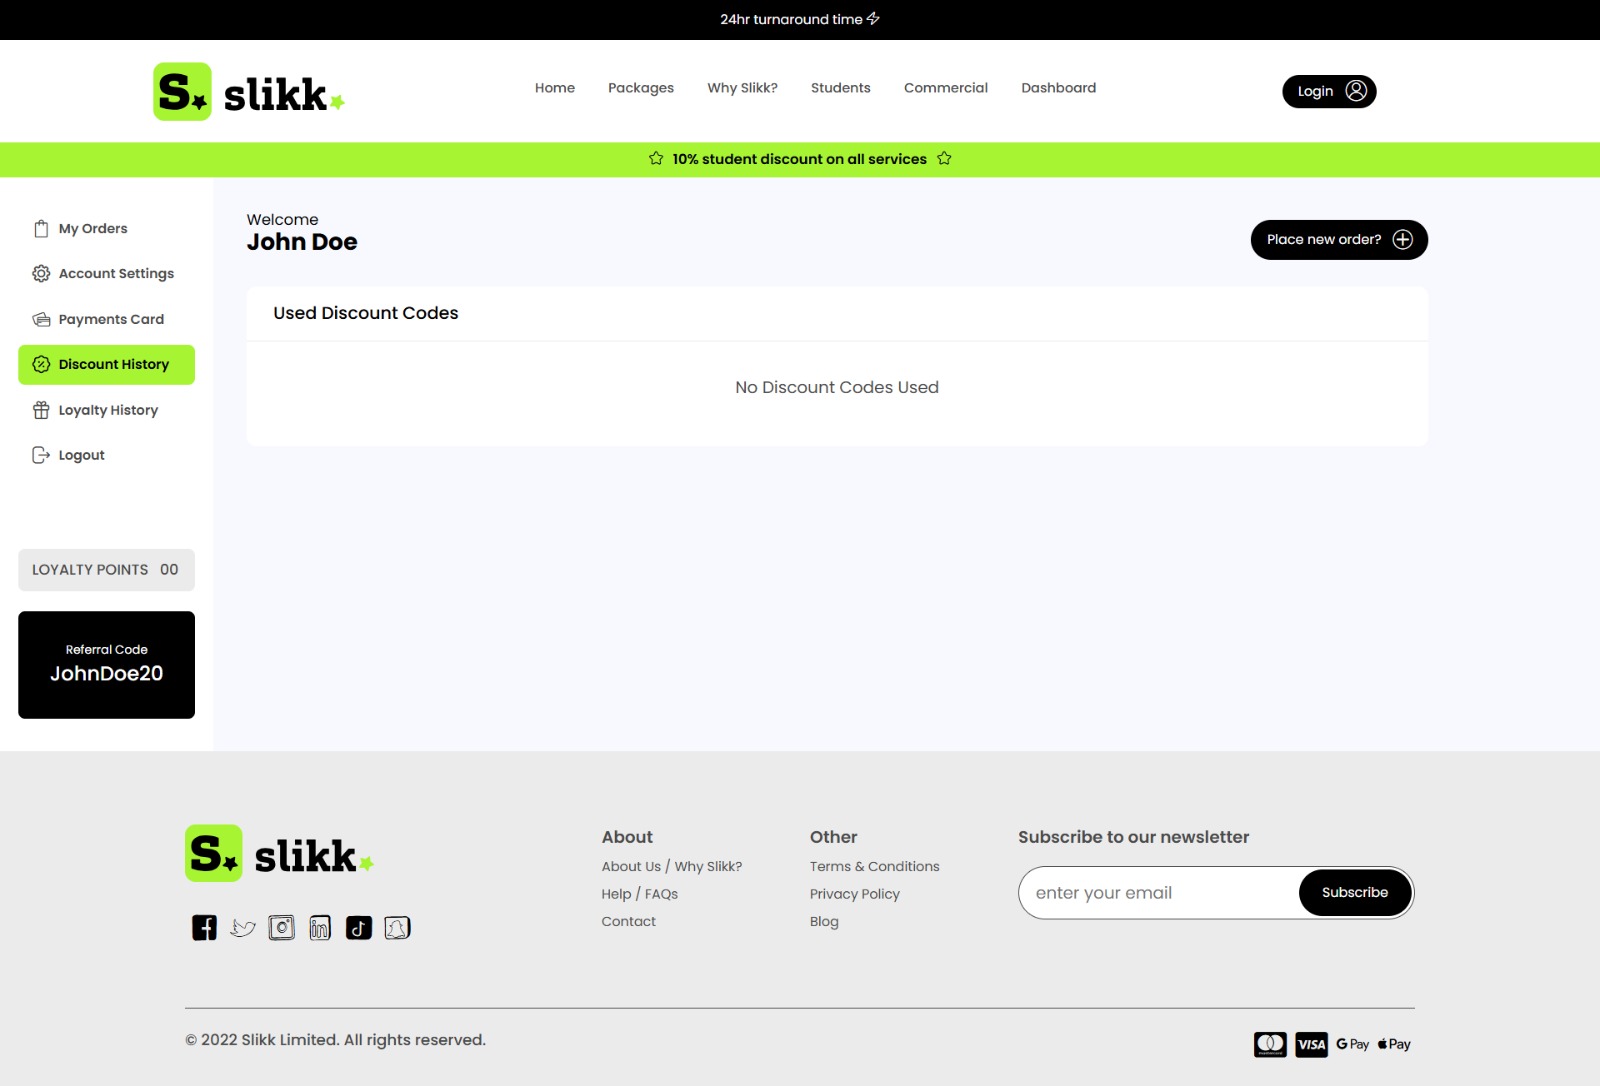 24hr turnaround time
S. slikk.
Home Packages Why Slikk? Students Commercial Dashboard
Login
10% student discount on all services
My Orders
Account Settings
Payments Card
Discount History
Loyalty History
Logout
LOYALTY POINTS 00
Referral Code
JohnDoe20
Welcome
John Doe
Place new order?
Used Discount Codes
No Discount Codes Used
S. slikk.
About
About Us / Why Slikk?
Help / FAQs
Contact
Other
Terms & Conditions
Privacy Policy
Blog
Subscribe to our newsletter
enter your email Subscribe
© 2022 Slikk Limited. All rights reserved.
VISA G Pay Pay